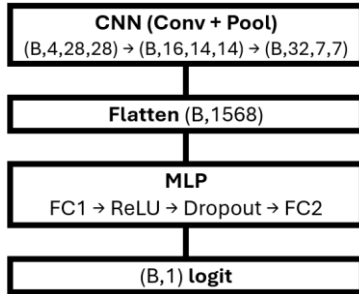 CNN (Conv + Pool)
(B,4,28,28) → (B,16,14,14) → (B,32,7,7)
Flatten (B,1568)
MLP
FC1 → ReLU → Dropout → FC2
(B,1) logit